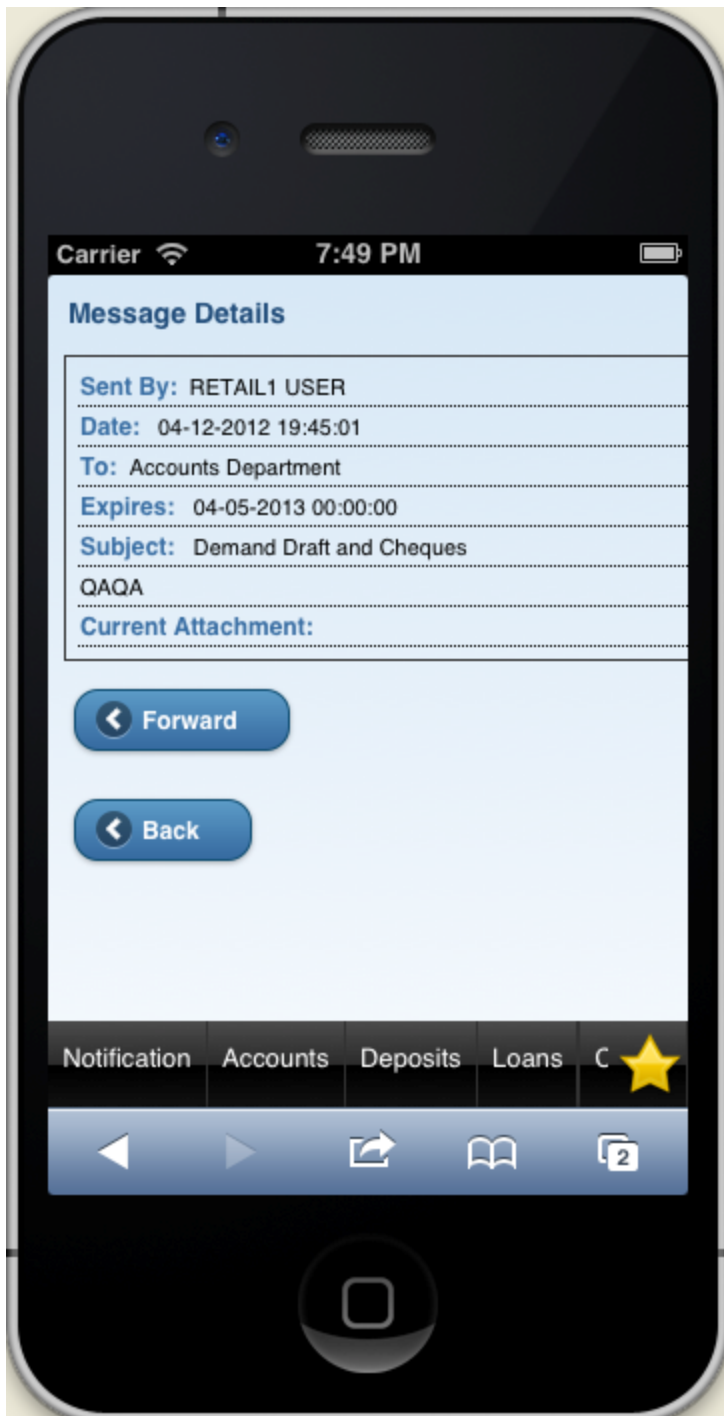 Carrier 7:49 PM
Message Details
Sent By: RETAIL1 USER
Date: 04-12-2012 19:45:01
To: Accounts Department
Expires: 04-05-2013 00:00:00
Subject: Demand Draft and Cheques
QAQA
Current Attachment:
Forward
Back
Notification Accounts Deposits Loans C
2